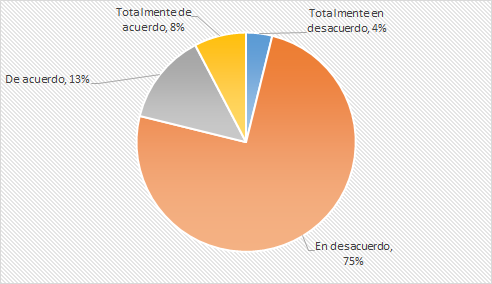 Totalmente de
acuerdo, 8%
Totalmente en
desacuerdo, 4%
De acuerdo, 13%
En desacuerdo,
75%